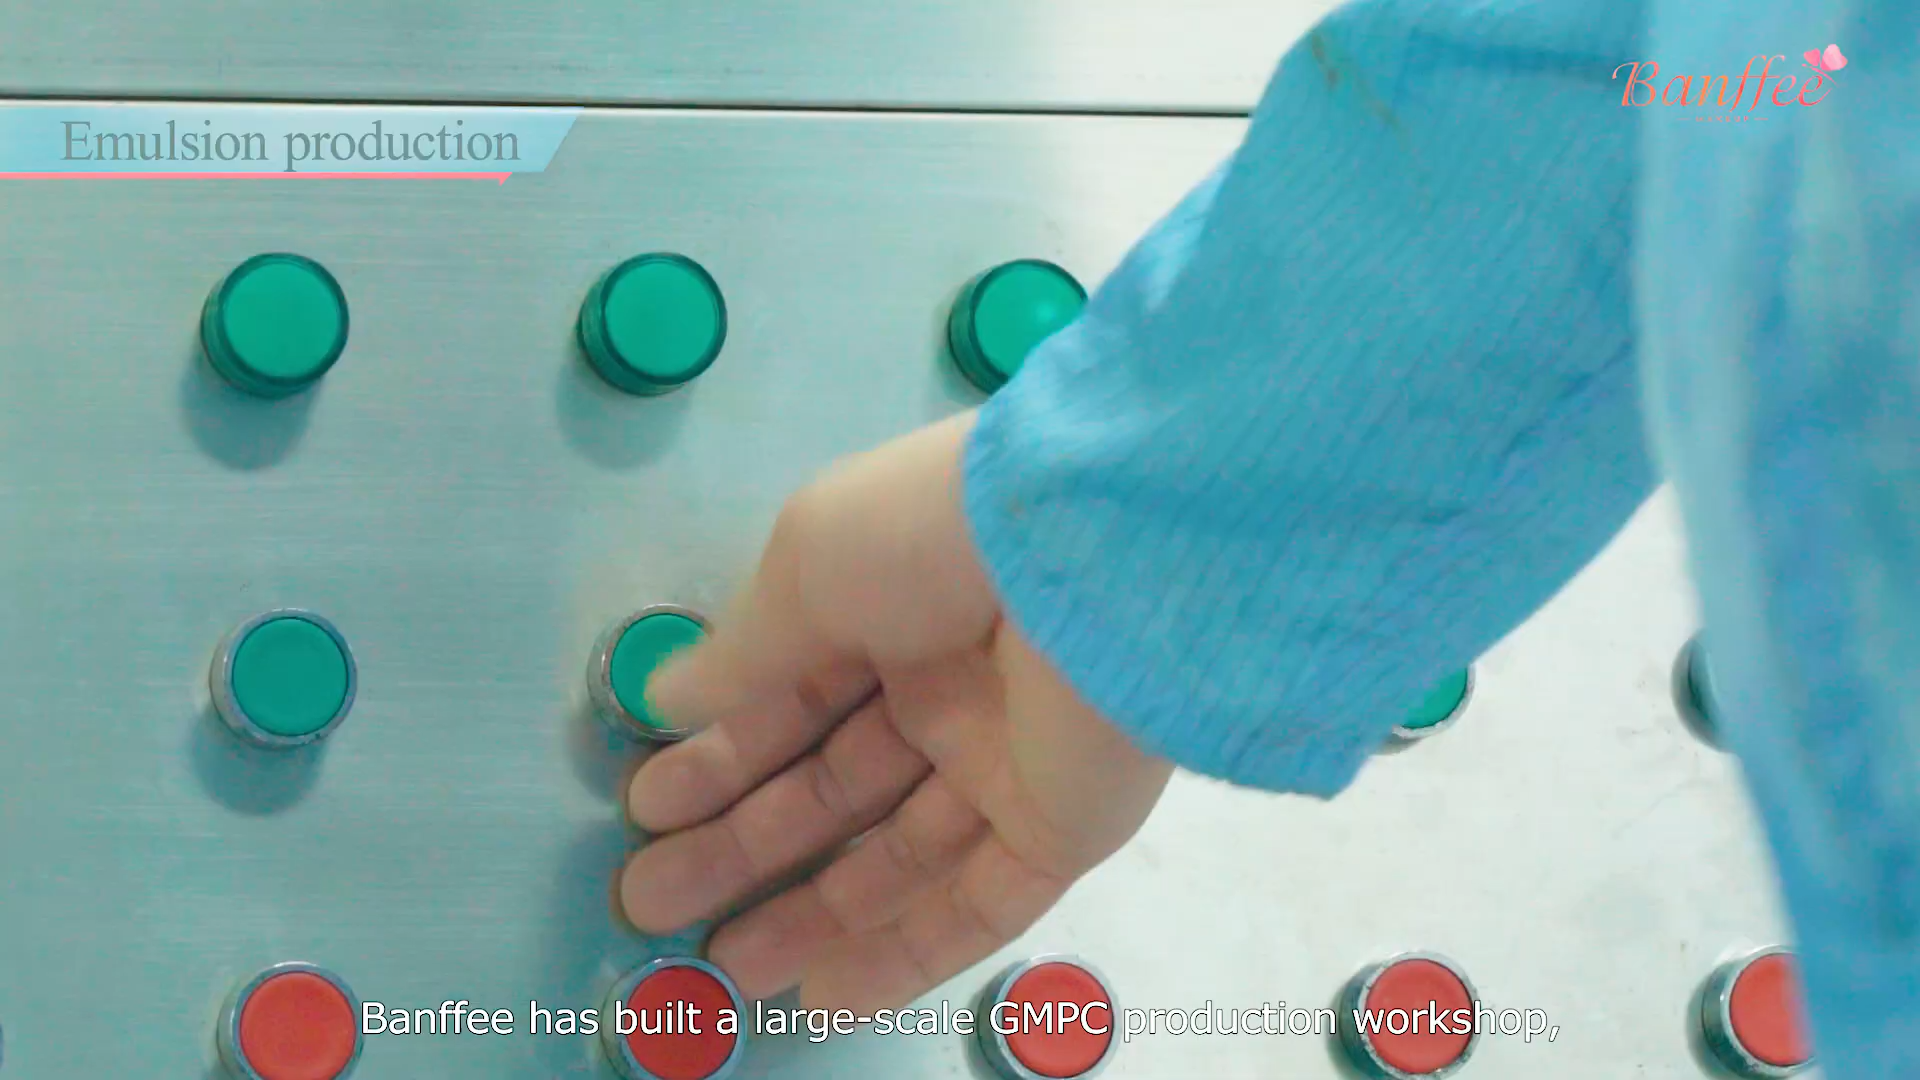 Banffee
Emulsion production
Banffee has built a large-scale GMPC production workshop,